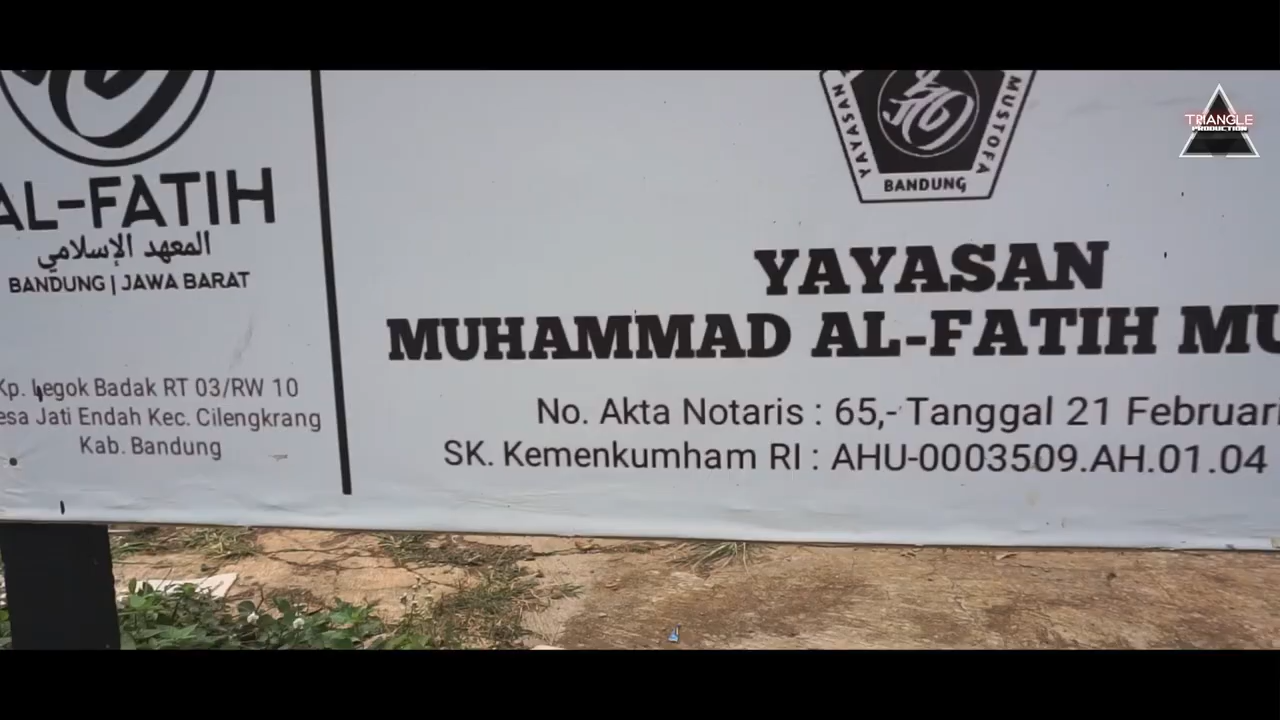 AL-FATIH
المعهد الإسلامي
BANDUNG | JAWA BARAT
Kp. Legok Badak RT 03/RW 10
Desa Jati Endah Kec. Cilengkrang
Kab. Bandung
YAYASAN MUSTOFA
BANDUNG
YAYASAN
MUHAMMAD AL-FATIH
No. Akta Notaris : 65,- Tanggal 21 Februari
SK. Kemenkumham RI : AHU-0003509.AH.01.04
TRIANGLE
PRODUCTION